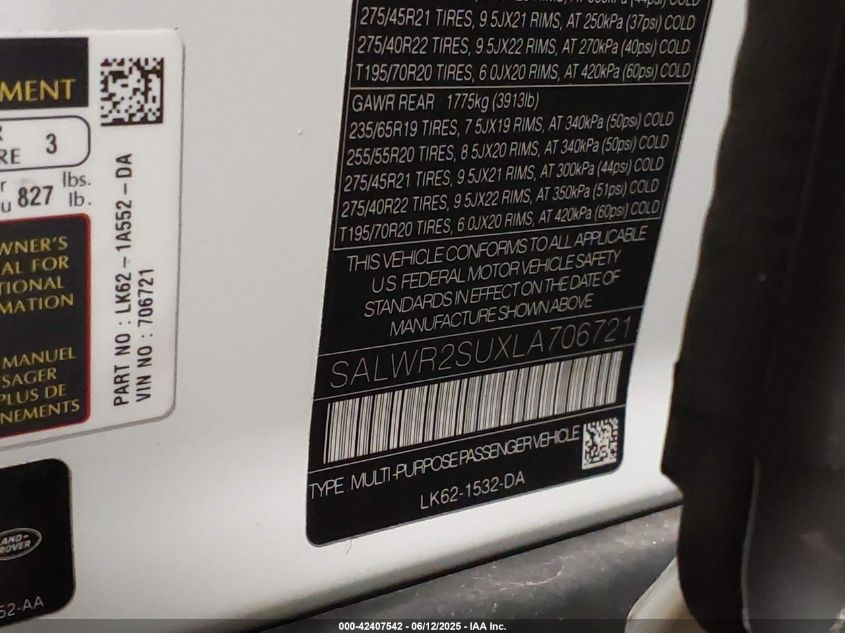 MENT
3
RE
827 lbs.
lb.
WNER'S
AL FOR
TIONAL
MATION
MANUEL
SAGER
PLUS DE
NEMENTS
PART NO : LK62-1A552-DA
VIN NO : 706721
LAND-
ROVER
52-AA
275/45R21 TIRES, 9.5JX21 RIMS, AT 250kPa (37psi) COLD
275/40R22 TIRES, 9.5JX22 RIMS, AT 270kPa (40psi) COLD
T195/70R20 TIRES, 6.0JX20 RIMS, AT 420kPa (60psi) COLD
GAWR REAR 1775kg (3913lb)
235/65R19 TIRES, 7.5JX19 RIMS, AT 340kPa (50psi) COLD
255/55R20 TIRES, 8.5JX20 RIMS, AT 340kPa (50psi) COLD
275/45R21 TIRES, 9.5JX21 RIMS, AT 300kPa (44psi) COLD
275/40R22 TIRES, 9.5JX22 RIMS, AT 350kPa (51psi) COLD
T195/70R20 TIRES, 6.0JX20 RIMS, AT 420kPa (60psi) COLD
THIS VEHICLE CONFORMS TO ALL APPLICABLE
U.S. FEDERAL MOTOR VEHICLE SAFETY
STANDARDS IN EFFECT ON THE DATE OF
MANUFACTURE SHOWN ABOVE
SALWR2SUXLA706721
TYPE MULTI-PURPOSE PASSENGER VEHICLE
LK62-1532-DA
000-42407542 - 06/12/2025 - IAA Inc.